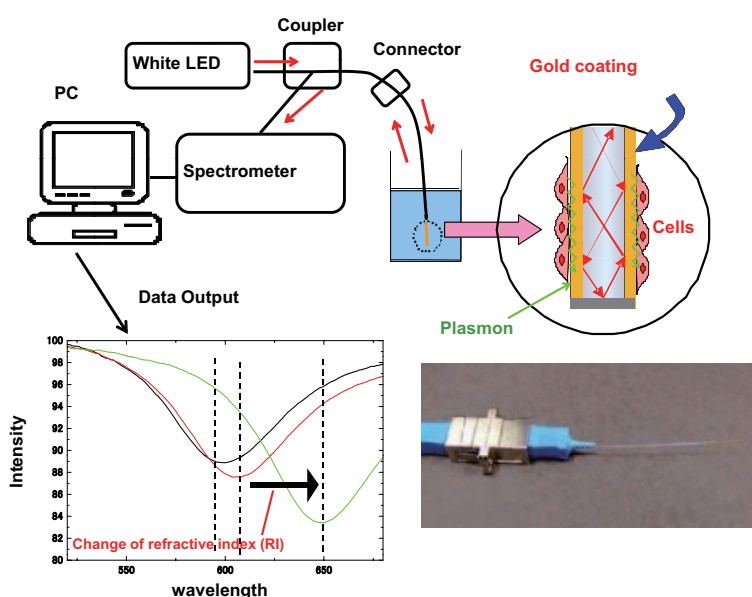 Coupler
Connector
White LED
Gold coating
PC
Spectrometer
Cells
Plasmon
Data Output
100
98
96
94
92
90
88
86
84
82
80
Intensity
Change of refractive index (RI)
550
600
650
wavelength